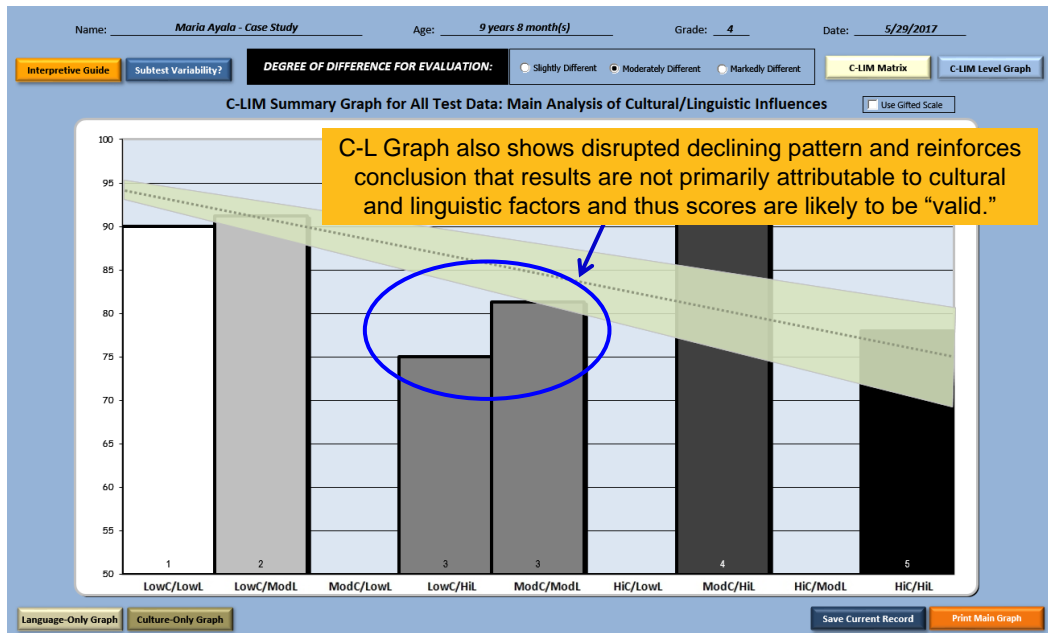 Name: Maria Ayala - Case Study Age: 9 years 8 month(s) Grade: 4 Date: 5/29/2017
Interpretive Guide Subtest Variability? DEGREE OF DIFFERENCE FOR EVALUATION: Slightly Different Moderately Different Markedly Different C-LIM Matrix C-LIM Level Graph
C-LIM Summary Graph for All Test Data: Main Analysis of Cultural/Linguistic Influences Use Gifted Scale
C-L Graph also shows disrupted declining pattern and reinforces
conclusion that results are not primarily attributable to cultural
and linguistic factors and thus scores are likely to be “valid.”
100
95
90
85
80
75
70
65
60
55
50
1 2 3 3 4 5
LowC/LowL LowC/ModL ModC/LowL LowC/HiL ModC/ModL HiC/LowL ModC/HiL HiC/ModL HiC/HiL
Language-Only Graph Culture-Only Graph Save Current Record Print Main Graph